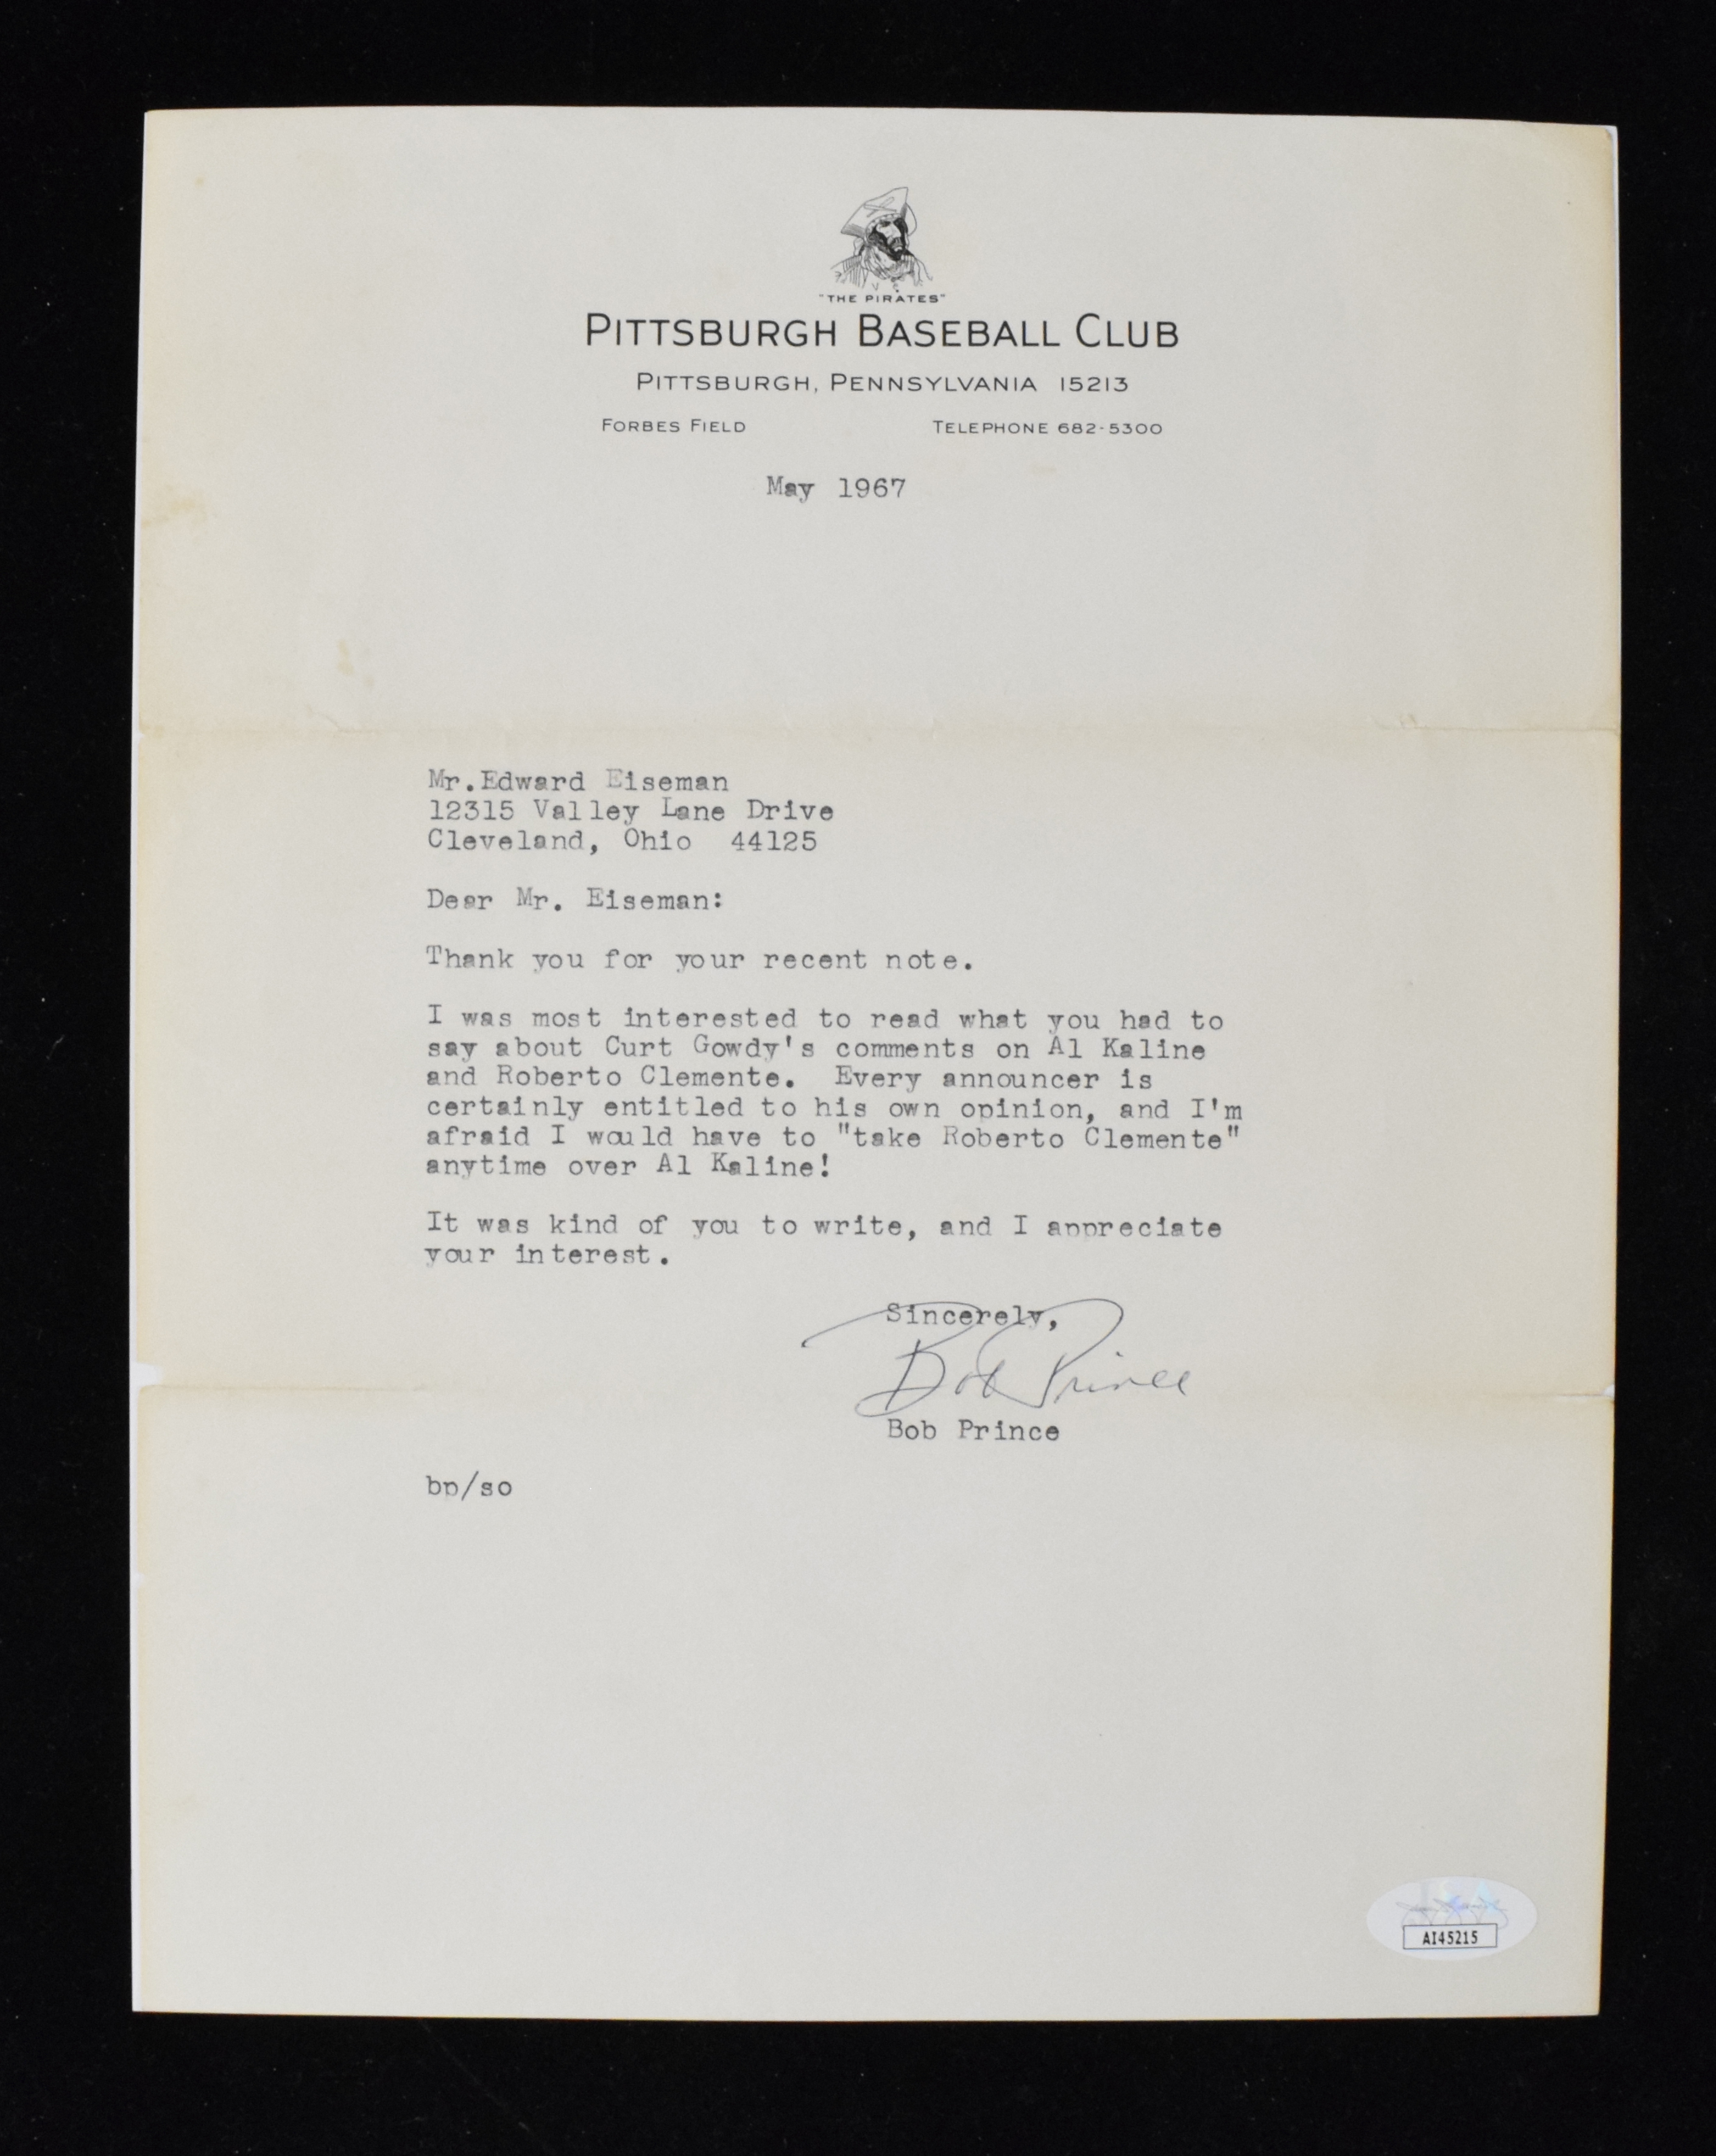 "THE PIRATES"
PITTSBURGH BASEBALL CLUB
PITTSBURGH, PENNSYLVANIA 15213
FORBES FIELD TELEPHONE 682-5300
May 1967
Mr.Edward Eiseman
12315 Valley Lane Drive
Cleveland, Ohio 44125
Dear Mr. Eiseman:
Thank you for your recent note.
I was most interested to read what you had to
say about Curt Gowdy's comments on Al Kaline
and Roberto Clemente. Every announcer is
certainly entitled to his own opinion, and I'm
afraid I would have to "take Roberto Clemente"
anytime over Al Kaline!
It was kind of you to write, and I appreciate
your interest.
Sincerely,
Bob Prince
Bob Prince
bp/so
AI45215